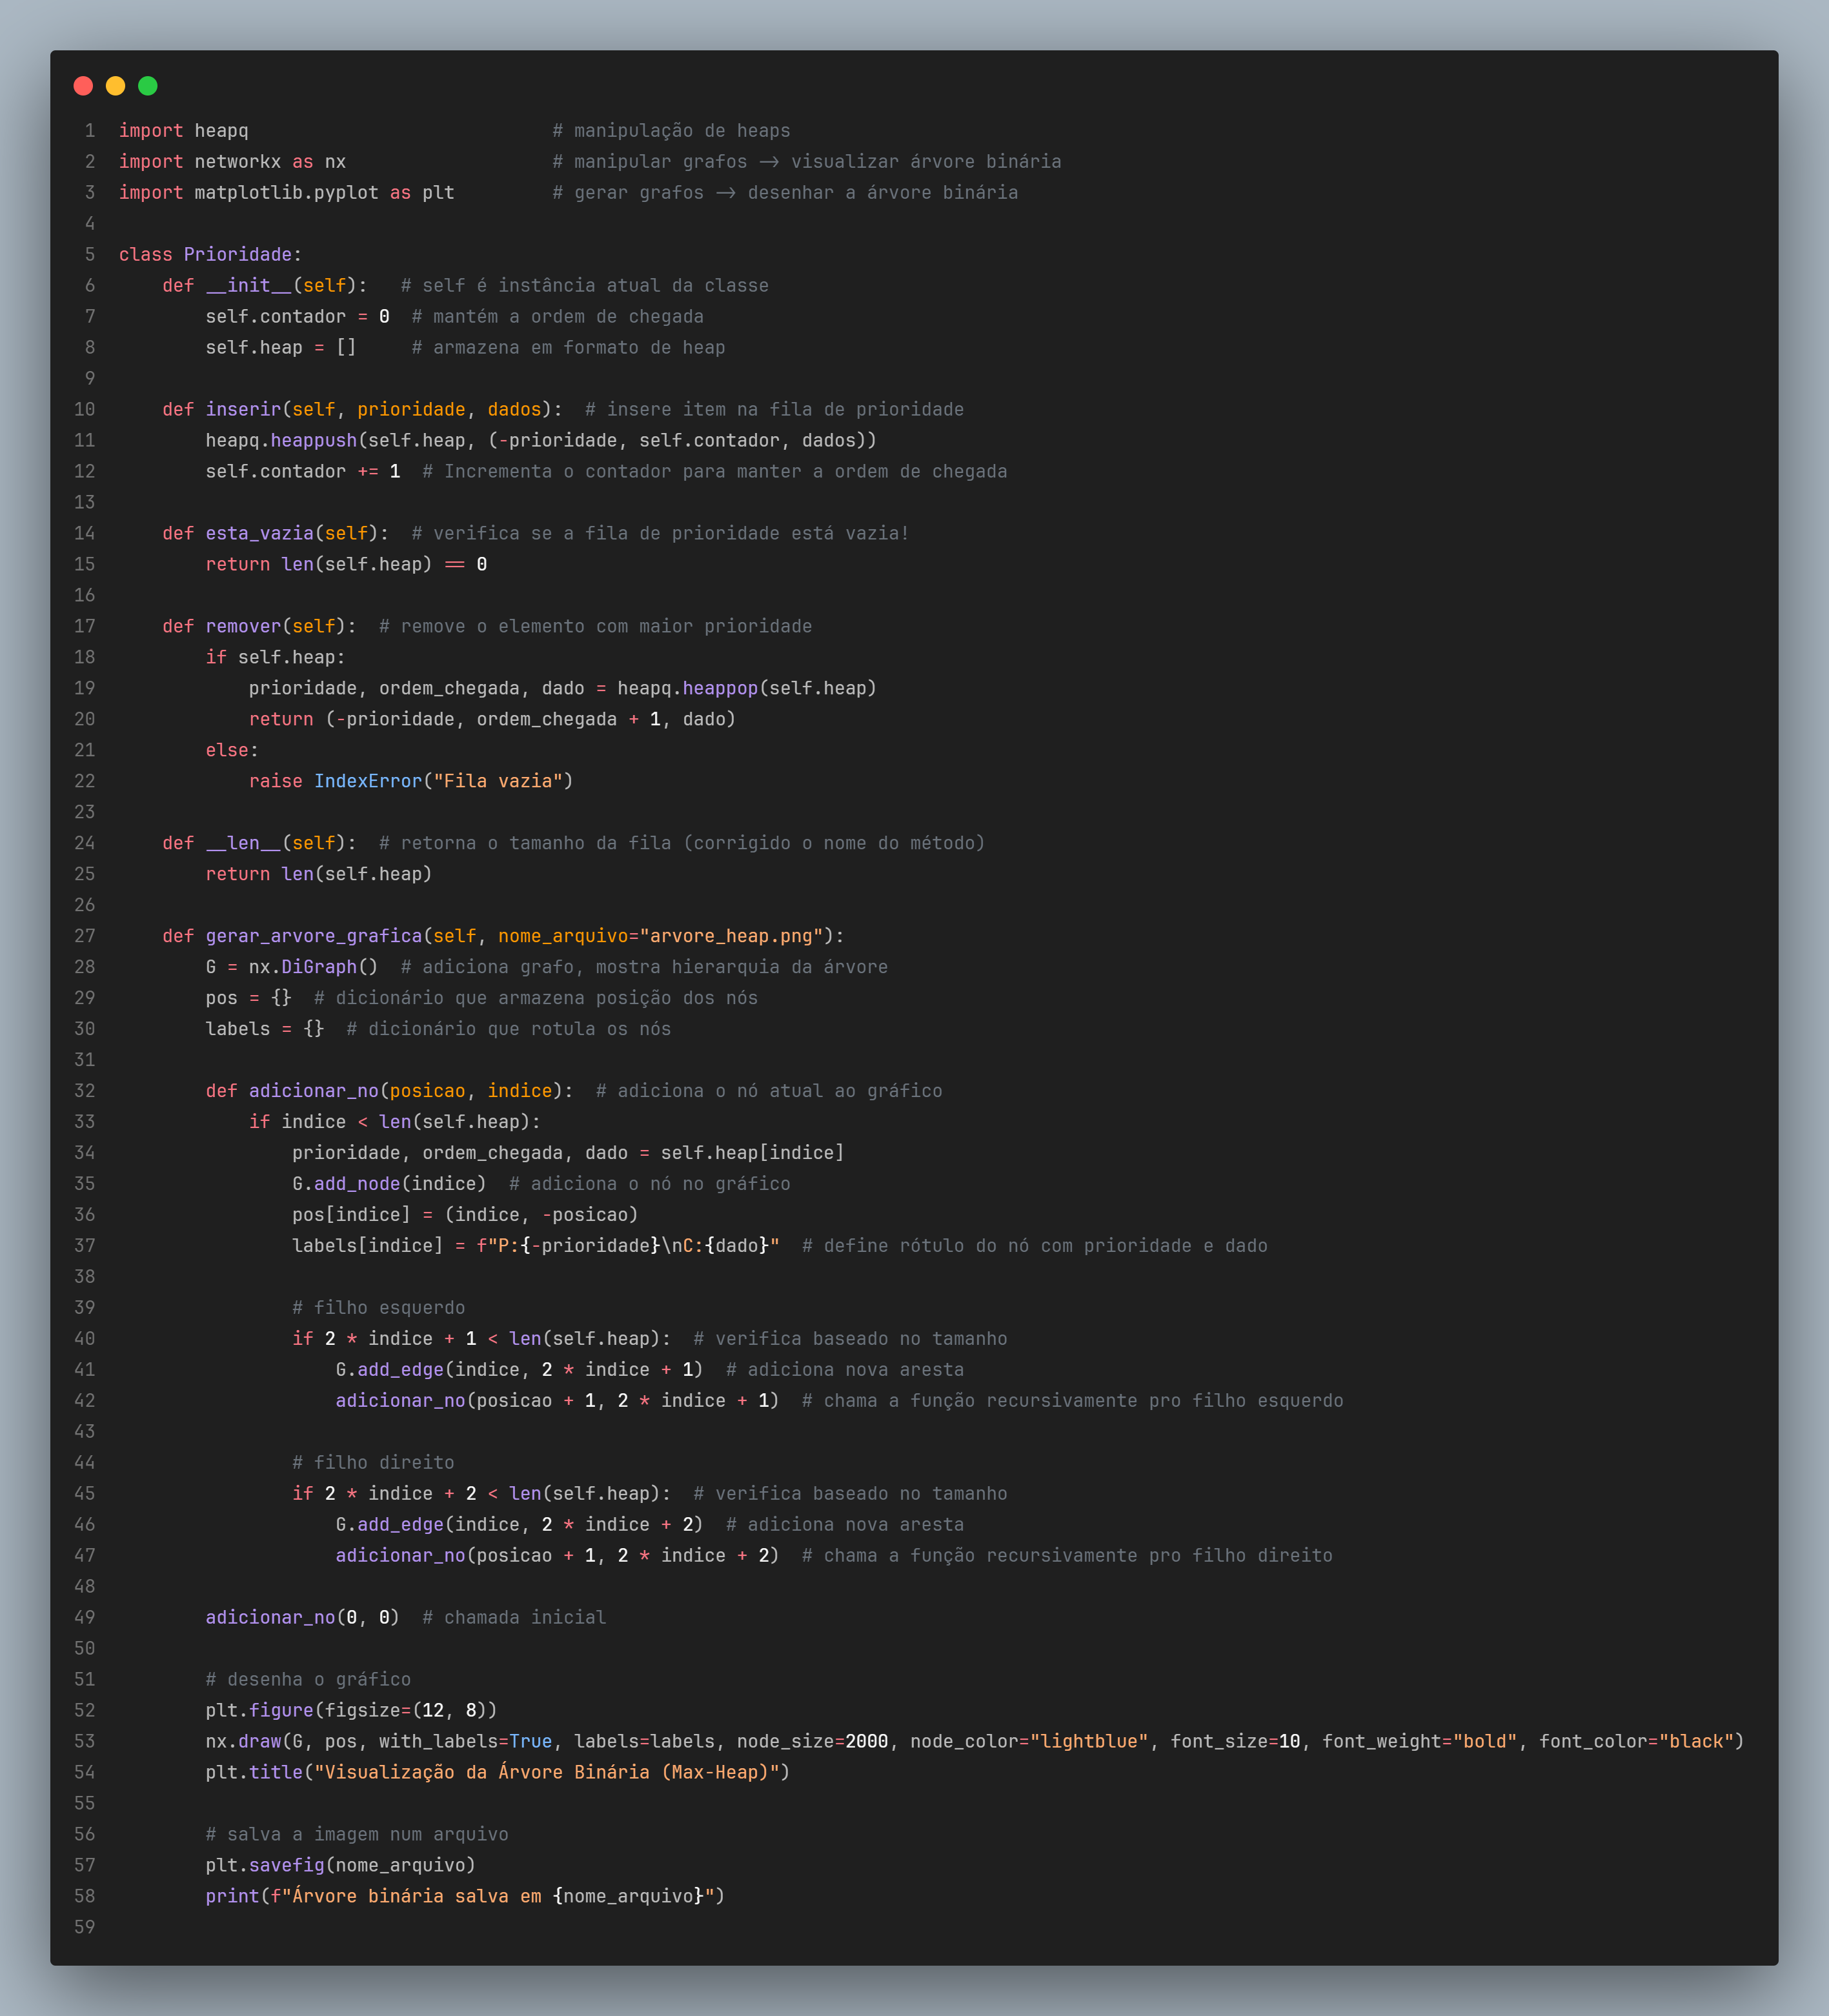 1 import heapq                            # manipulação de heaps
2 import networkx as nx                   # manipular grafos -> visualizar árvore binária
3 import matplotlib.pyplot as plt         # gerar grafos -> desenhar a árvore binária
4
5 class Prioridade:
6     def __init__(self):   # self é instância atual da classe
7         self.contador = 0  # mantém a ordem de chegada
8         self.heap = []     # armazena em formato de heap
9
10     def inserir(self, prioridade, dados):  # insere item na fila de prioridade
11         heapq.heappush(self.heap, (-prioridade, self.contador, dados))
12         self.contador += 1  # Incrementa o contador para manter a ordem de chegada
13
14     def esta_vazia(self):  # verifica se a fila de prioridade está vazia!
15         return len(self.heap) == 0
16
17     def remover(self):  # remove o elemento com maior prioridade
18         if self.heap:
19             prioridade, ordem_chegada, dado = heapq.heappop(self.heap)
20             return (-prioridade, ordem_chegada + 1, dado)
21         else:
22             raise IndexError("Fila vazia")
23
24     def __len__(self):  # retorna o tamanho da fila (corrigido o nome do método)
25         return len(self.heap)
26
27     def gerar_arvore_grafica(self, nome_arquivo="arvore_heap.png"):
28         G = nx.DiGraph()  # adiciona grafo, mostra hierarquia da árvore
29         pos = {}  # dicionário que armazena posição dos nós
30         labels = {}  # dicionário que rotula os nós
31
32         def adicionar_no(posicao, indice):  # adiciona o nó atual ao gráfico
33             if indice < len(self.heap):
34                 prioridade, ordem_chegada, dado = self.heap[indice]
35                 G.add_node(indice)  # adiciona o nó no gráfico
36                 pos[indice] = (indice, -posicao)
37                 labels[indice] = f"P:{-prioridade}\nC:{dado}"  # define rótulo do nó com prioridade e dado
38
39                 # filho esquerdo
40                 if 2 * indice + 1 < len(self.heap):  # verifica baseado no tamanho
41                     G.add_edge(indice, 2 * indice + 1)  # adiciona nova aresta
42                     adicionar_no(posicao + 1, 2 * indice + 1)  # chama a função recursivamente pro filho esquerdo
43
44                 # filho direito
45                 if 2 * indice + 2 < len(self.heap):  # verifica baseado no tamanho
46                     G.add_edge(indice, 2 * indice + 2)  # adiciona nova aresta
47                     adicionar_no(posicao + 1, 2 * indice + 2)  # chama a função recursivamente pro filho direito
48
49         adicionar_no(0, 0)  # chamada inicial
50
51         # desenha o gráfico
52         plt.figure(figsize=(12, 8))
53         nx.draw(G, pos, with_labels=True, labels=labels, node_size=2000, node_color="lightblue", font_size=10, font_weight="bold", font_color="black")
54         plt.title("Visualização da Árvore Binária (Max-Heap)")
55
56         # salva a imagem num arquivo
57         plt.savefig(nome_arquivo)
58         print(f"Árvore binária salva em {nome_arquivo}")
59